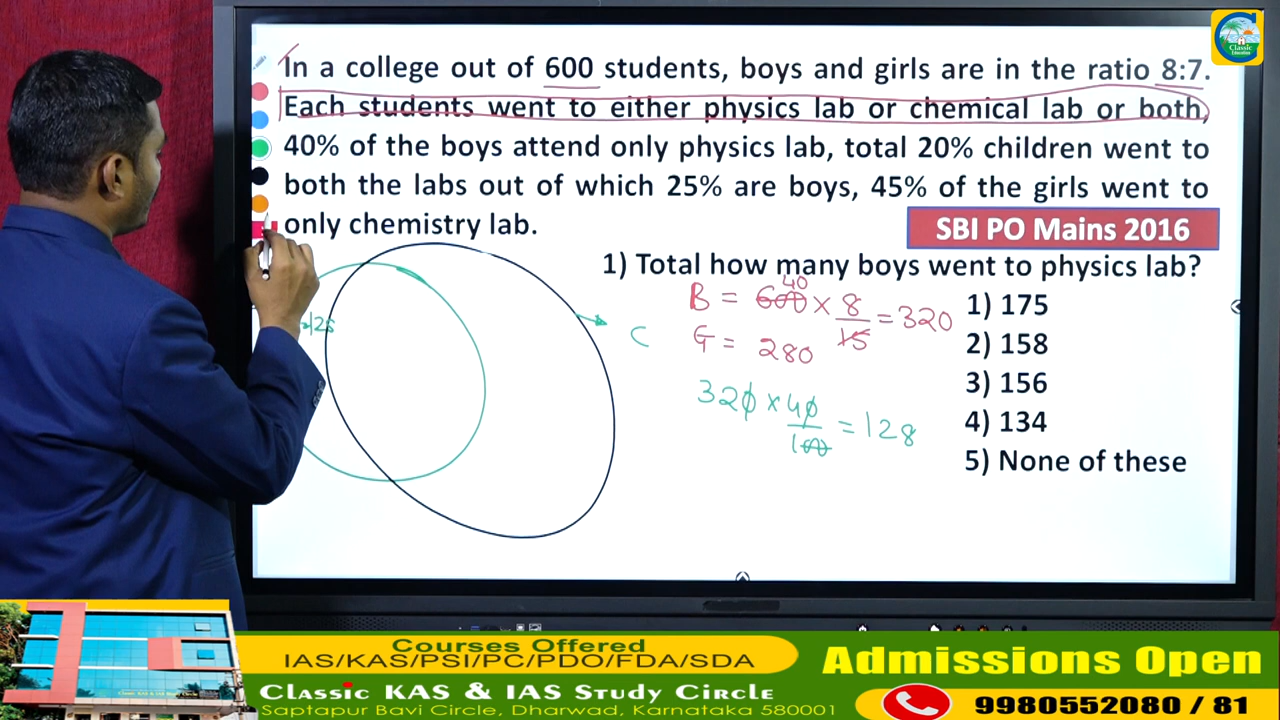 In a college out of 600 students, boys and girls are in the ratio 8:7.
Each students went to either physics lab or chemical lab or both,
40% of the boys attend only physics lab, total 20% children went to
both the labs out of which 25% are boys, 45% of the girls went to
only chemistry lab.
SBI PO Mains 2016
1) Total how many boys went to physics lab?
1) 175
2) 158
3) 156
4) 134
5) None of these
40
B = 600 × 8/15 = 320
G = 280
320 × 40/100 = 128
C
Classic
Education
Courses Offered
IAS/KAS/PSI/PC/PDO/FDA/SDA
Classic KAS & IAS Study Circle
Saptapur Bavi Circle, Dharwad, Karnataka 580001
Admissions Open
9980552080 / 81